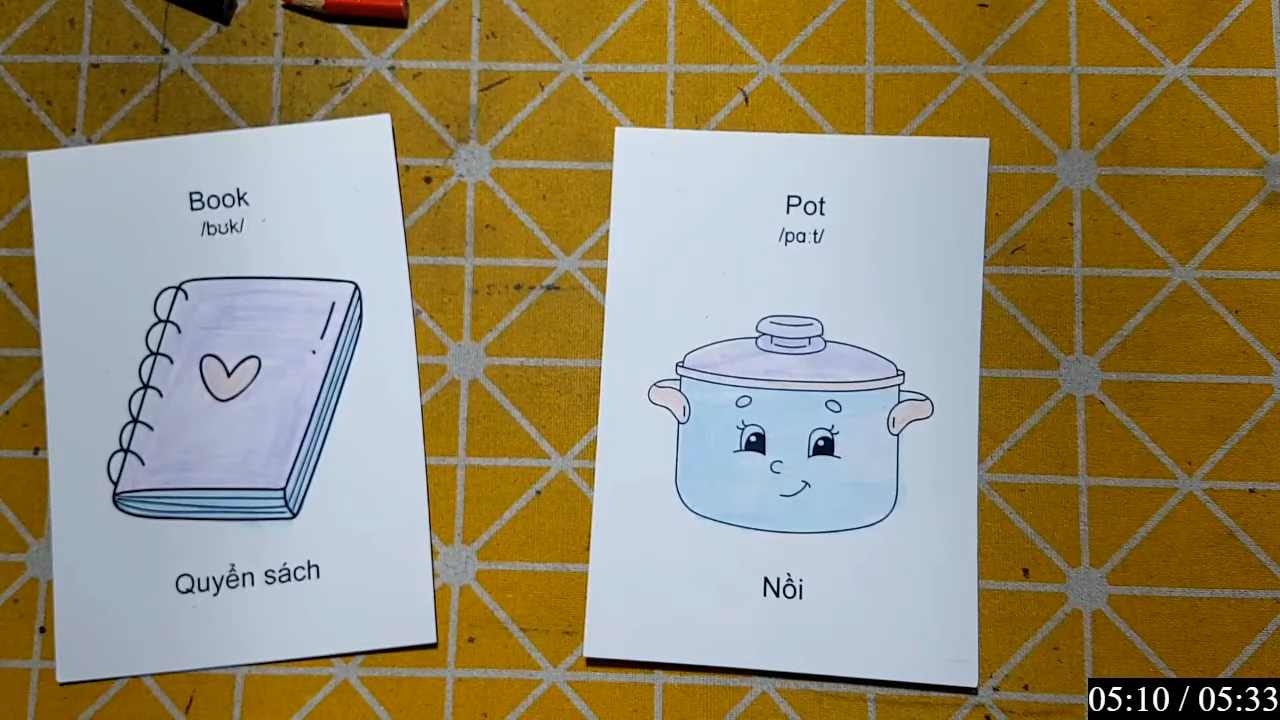 Book
/bʊk/
Quyển sách
Pot
/pɑːt/
Nồi
05:10 / 05:33